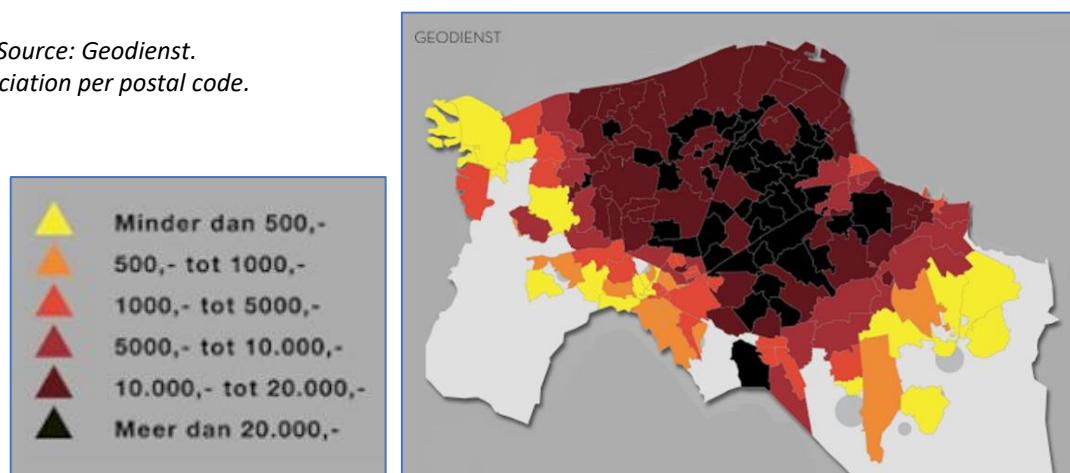 Source: Geodienst.
per postal code.
GEODIENST
Minder dan 500,-
500,- tot 1000,-
1000,- tot 5000,-
5000,- tot 10.000,-
10.000,- tot 20.000,-
Meer dan 20.000,-